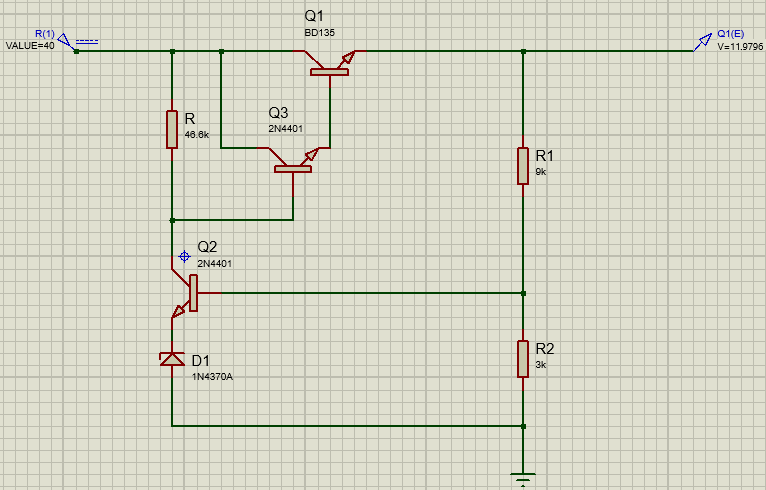 Q1
BD135
R(1)
VALUE=40
Q1(E)
V=11.9796
R
46.6k
Q3
2N4401
R1
9k
Q2
2N4401
D1
1N4370A
R2
3k